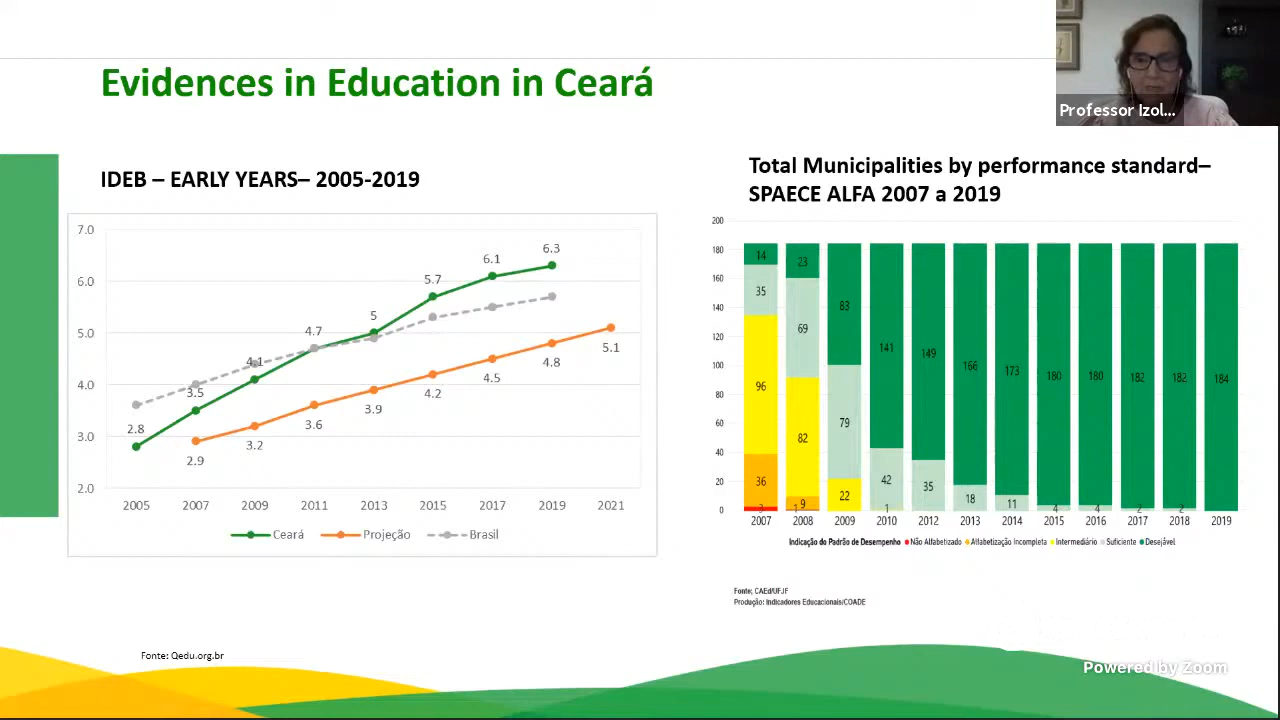 Evidences in Education in Ceará
Professor Izol...
IDEB – EARLY YEARS– 2005-2019
7.0
6.0
5.0
4.0
3.0
2.0
2.8
3.5
4.1
4.7
5
5.7
6.1
6.3
2.9
3.2
3.6
3.9
4.2
4.5
4.8
5.1
2005 2007 2009 2011 2013 2015 2017 2019 2021
Ceará Projeção Brasil
Total Municipalities by performance standard–
SPAECE ALFA 2007 a 2019
200
180
160
140
120
100
80
60
40
20
0
14 23 83 141 149 166 173 180 180 182 182 184
35 69 79 42 35 18 11 4 4 2 2
96 82 22 1
36 9
3 1
2007 2008 2009 2010 2012 2013 2014 2015 2016 2017 2018 2019
Indicação do Padrão de Desempenho Não Alfabetizado Alfabetização Incompleta Intermediário Suficiente Desejável
Fonte; CAEd/UFJF
Produção: Indicadores Educacionais/COADE
Fonte: Qedu.org.br
Powered by Zoom